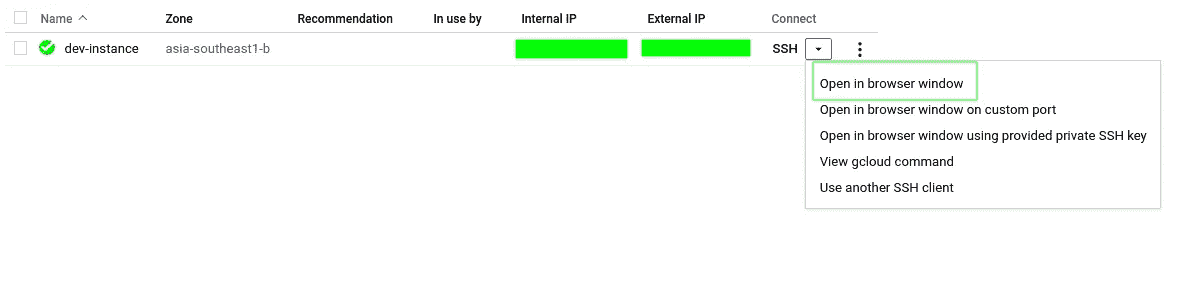 Name Zone Recommendation In use by Internal IP External IP Connect
dev-instance asia-southeast1-b SSH
Open in browser window
Open in browser window on custom port
Open in browser window using provided private SSH key
View gcloud command
Use another SSH client